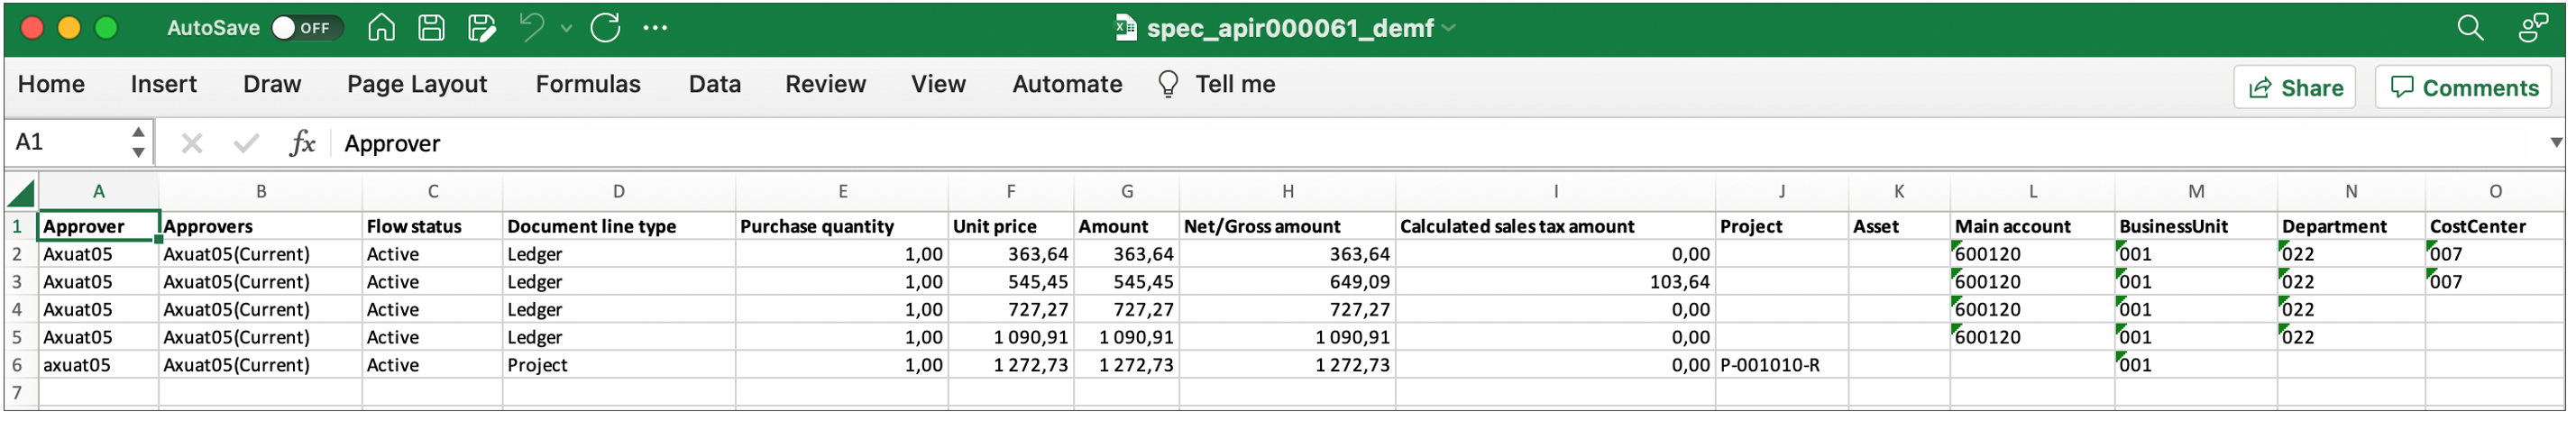 AutoSave OFF spec_apir000061_demf
Home Insert Draw Page Layout Formulas Data Review View Automate Tell me Share Comments
A1 fx Approver
A B C D E F G H I J K L M N O
1 Approver Approvers Flow status Document line type Purchase quantity Unit price Amount Net/Gross amount Calculated sales tax amount Project Asset Main account BusinessUnit Department CostCenter
2 Axuat05 Axuat05(Current) Active Ledger 1,00 363,64 363,64 363,64 0,00 600120 001 022 007
3 Axuat05 Axuat05(Current) Active Ledger 1,00 545,45 545,45 649,09 103,64 600120 001 022 007
4 Axuat05 Axuat05(Current) Active Ledger 1,00 727,27 727,27 727,27 0,00 600120 001 022
5 Axuat05 Axuat05(Current) Active Ledger 1,00 1 090,91 1 090,91 1 090,91 0,00 600120 001 022
6 axuat05 Axuat05(Current) Active Project 1,00 1 272,73 1 272,73 1 272,73 0,00 P-001010-R 001
7